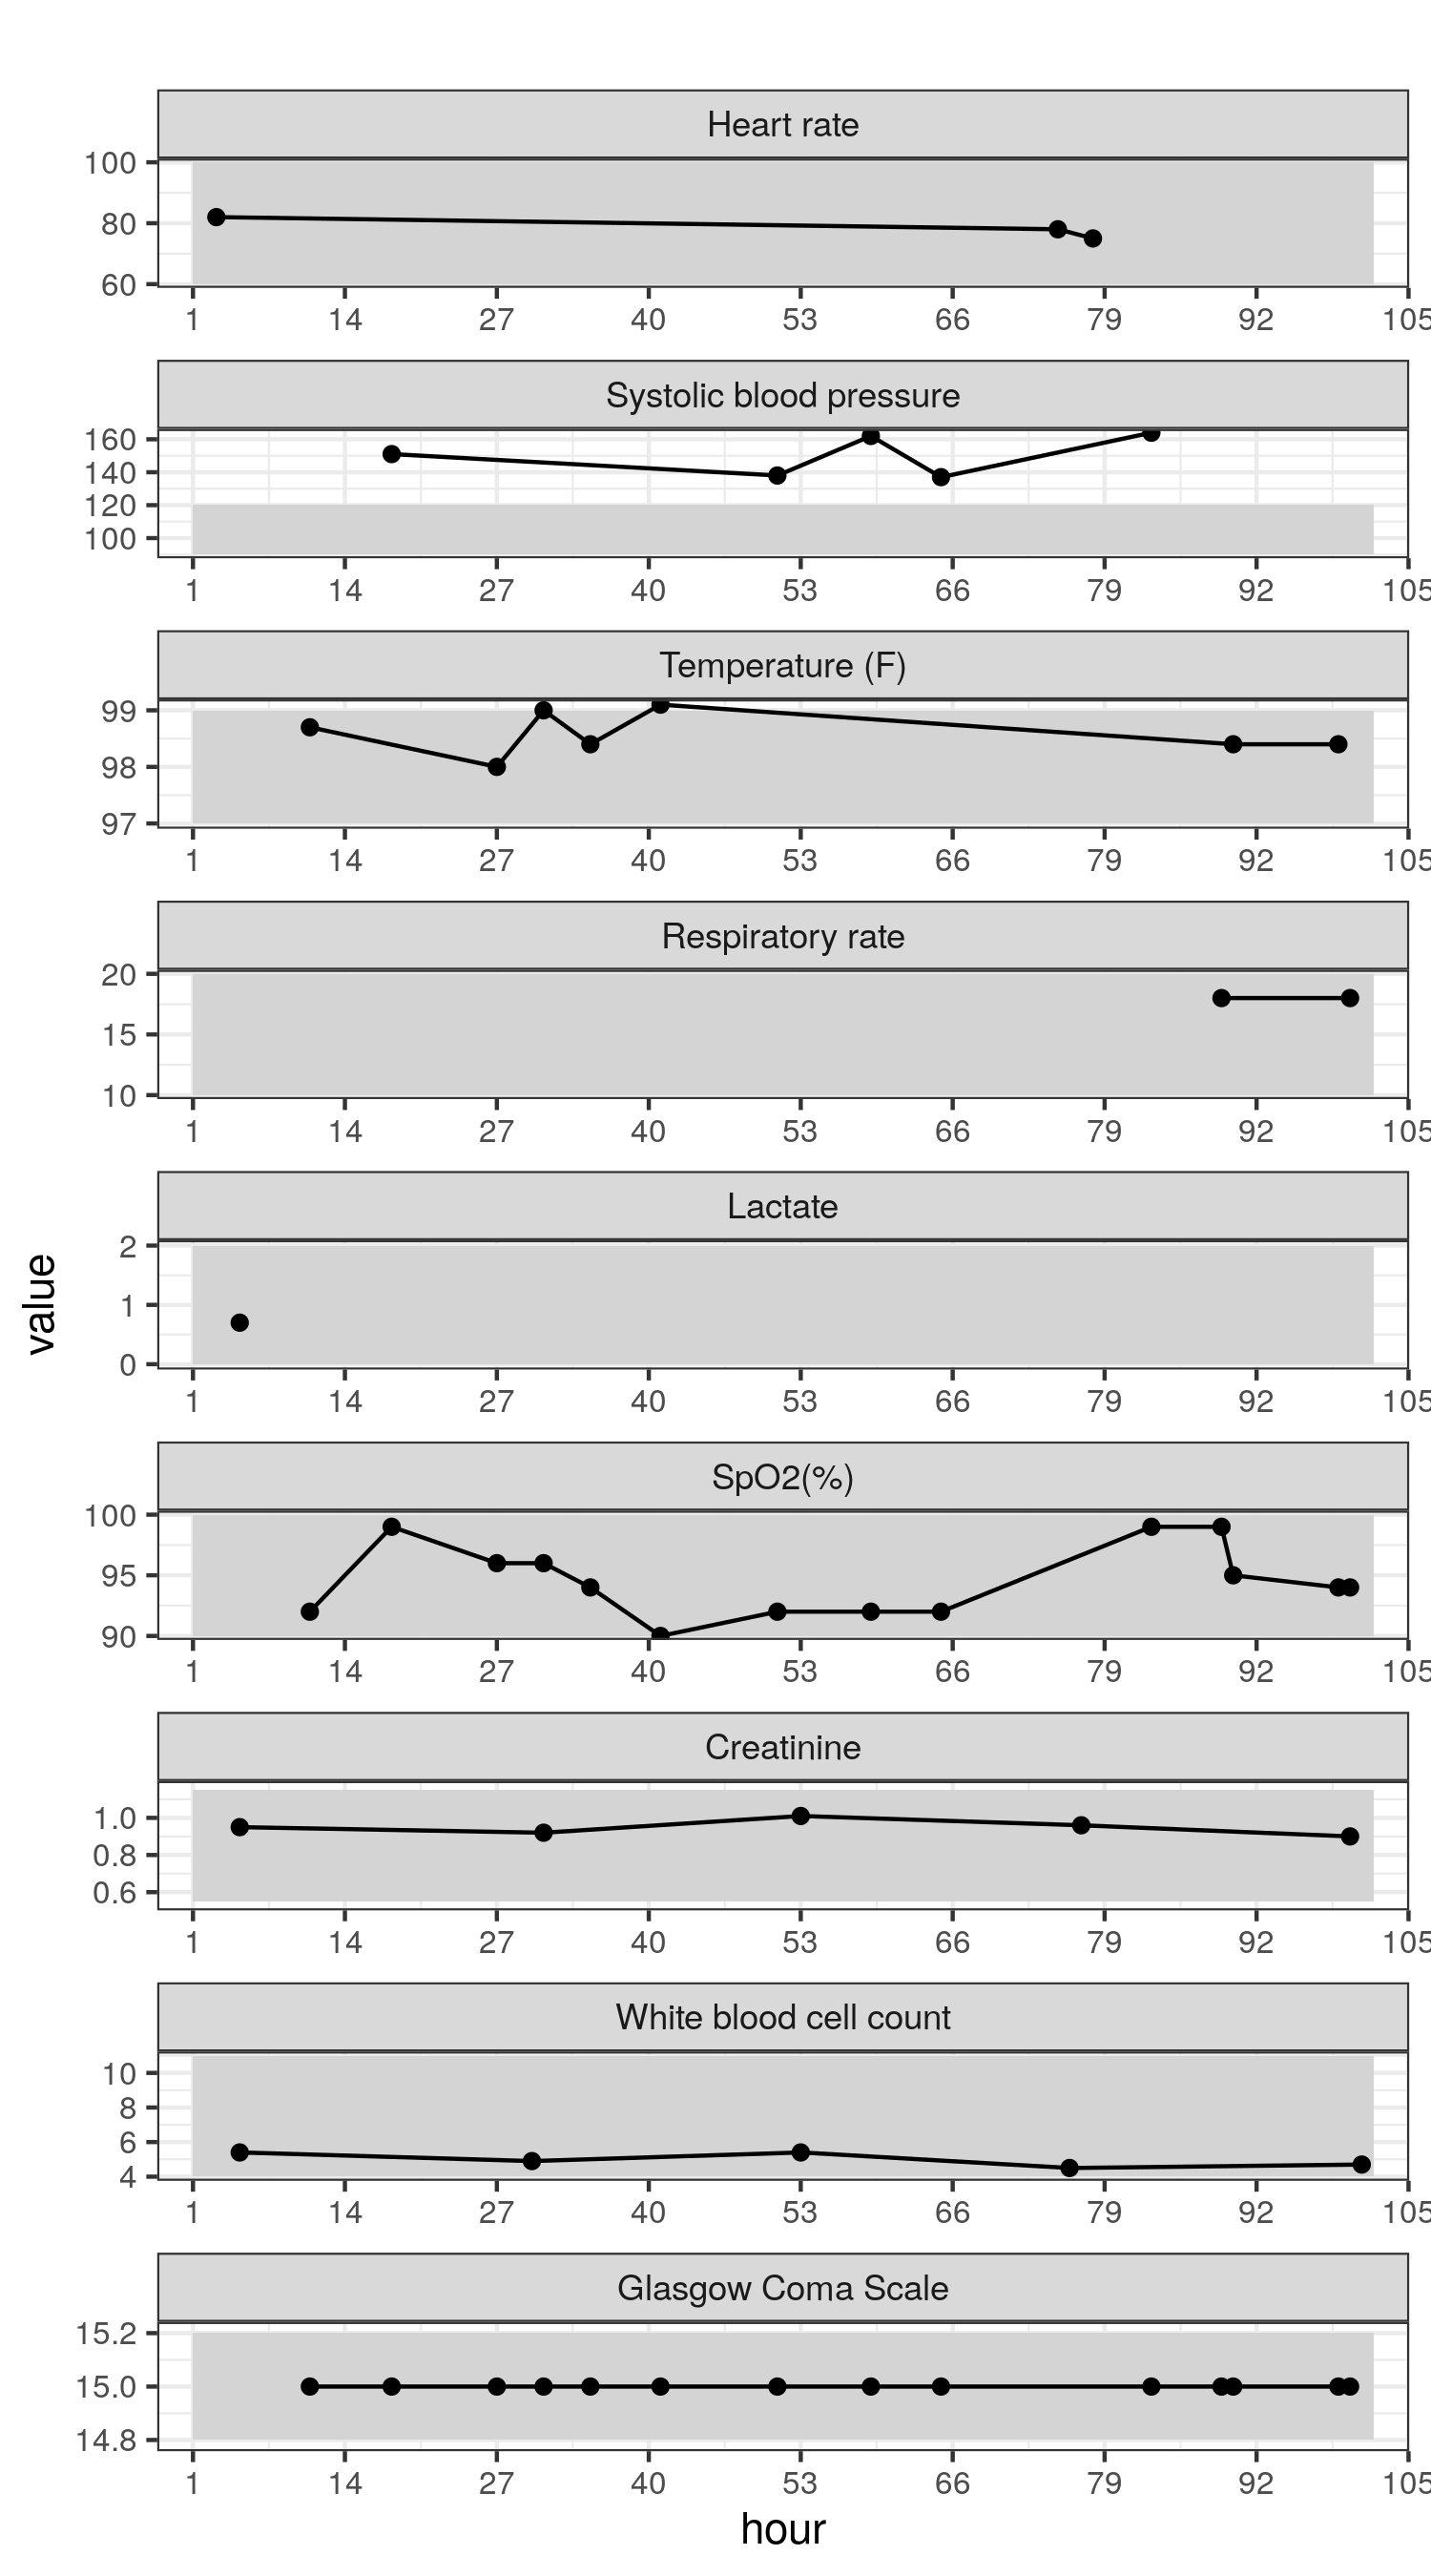 Heart rate
100
80
60
1 14 27 40 53 66 79 92 105
Systolic blood pressure
160
140
120
100
1 14 27 40 53 66 79 92 105
Temperature (F)
99
98
97
1 14 27 40 53 66 79 92 105
Respiratory rate
20
15
10
1 14 27 40 53 66 79 92 105
Lactate
2
1
0
1 14 27 40 53 66 79 92 105
value
SpO2(%)
100
95
90
1 14 27 40 53 66 79 92 105
Creatinine
1.0
0.8
0.6
1 14 27 40 53 66 79 92 105
White blood cell count
10
8
6
4
1 14 27 40 53 66 79 92 105
Glasgow Coma Scale
15.2
15.0
14.8
1 14 27 40 53 66 79 92 105
hour